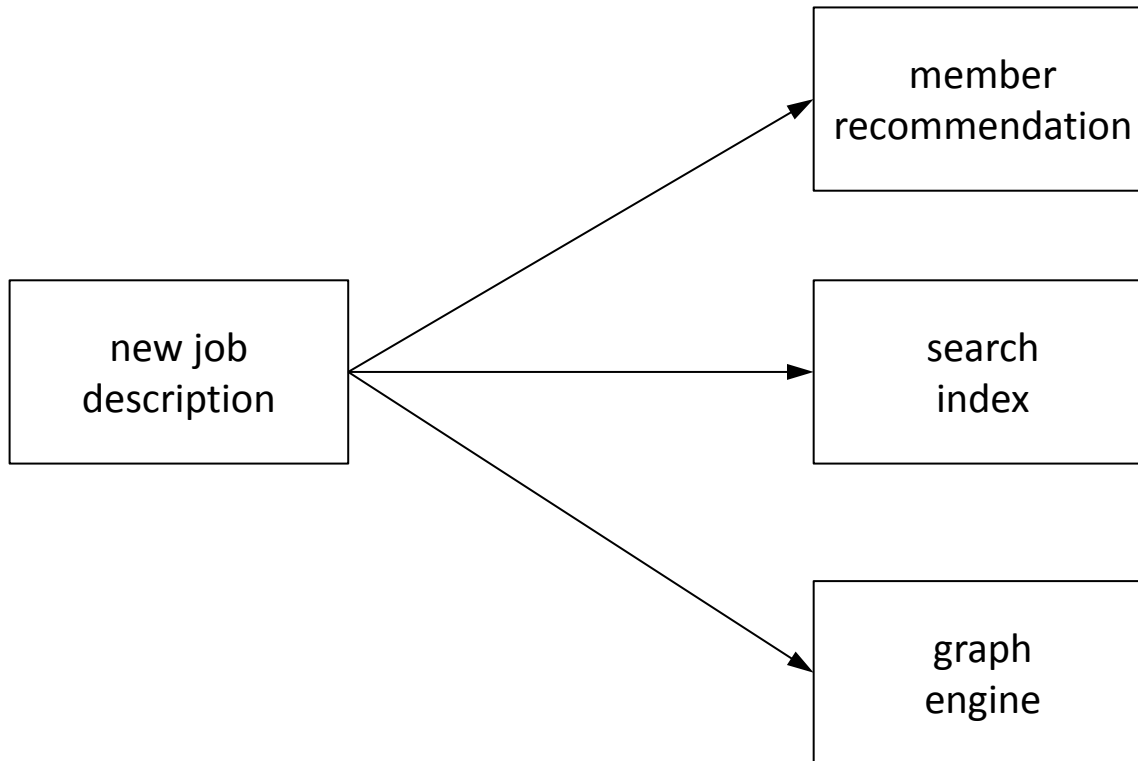 member
recommendation
new job
description
search
index
graph
engine